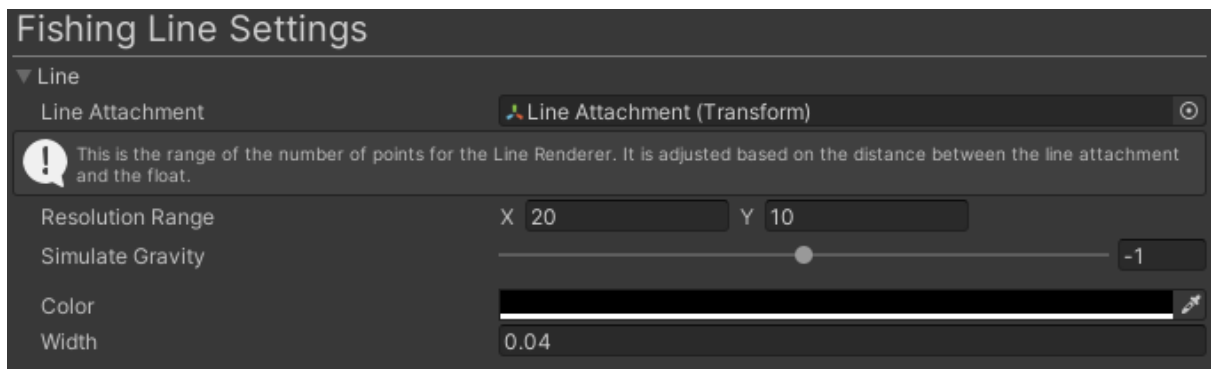 Fishing Line Settings
Line
Line Attachment Line Attachment (Transform)
This is the range of the number of points for the Line Renderer. It is adjusted based on the distance between the line attachment
and the float.
Resolution Range X 20 Y 10
Simulate Gravity -1
Color
Width 0.04